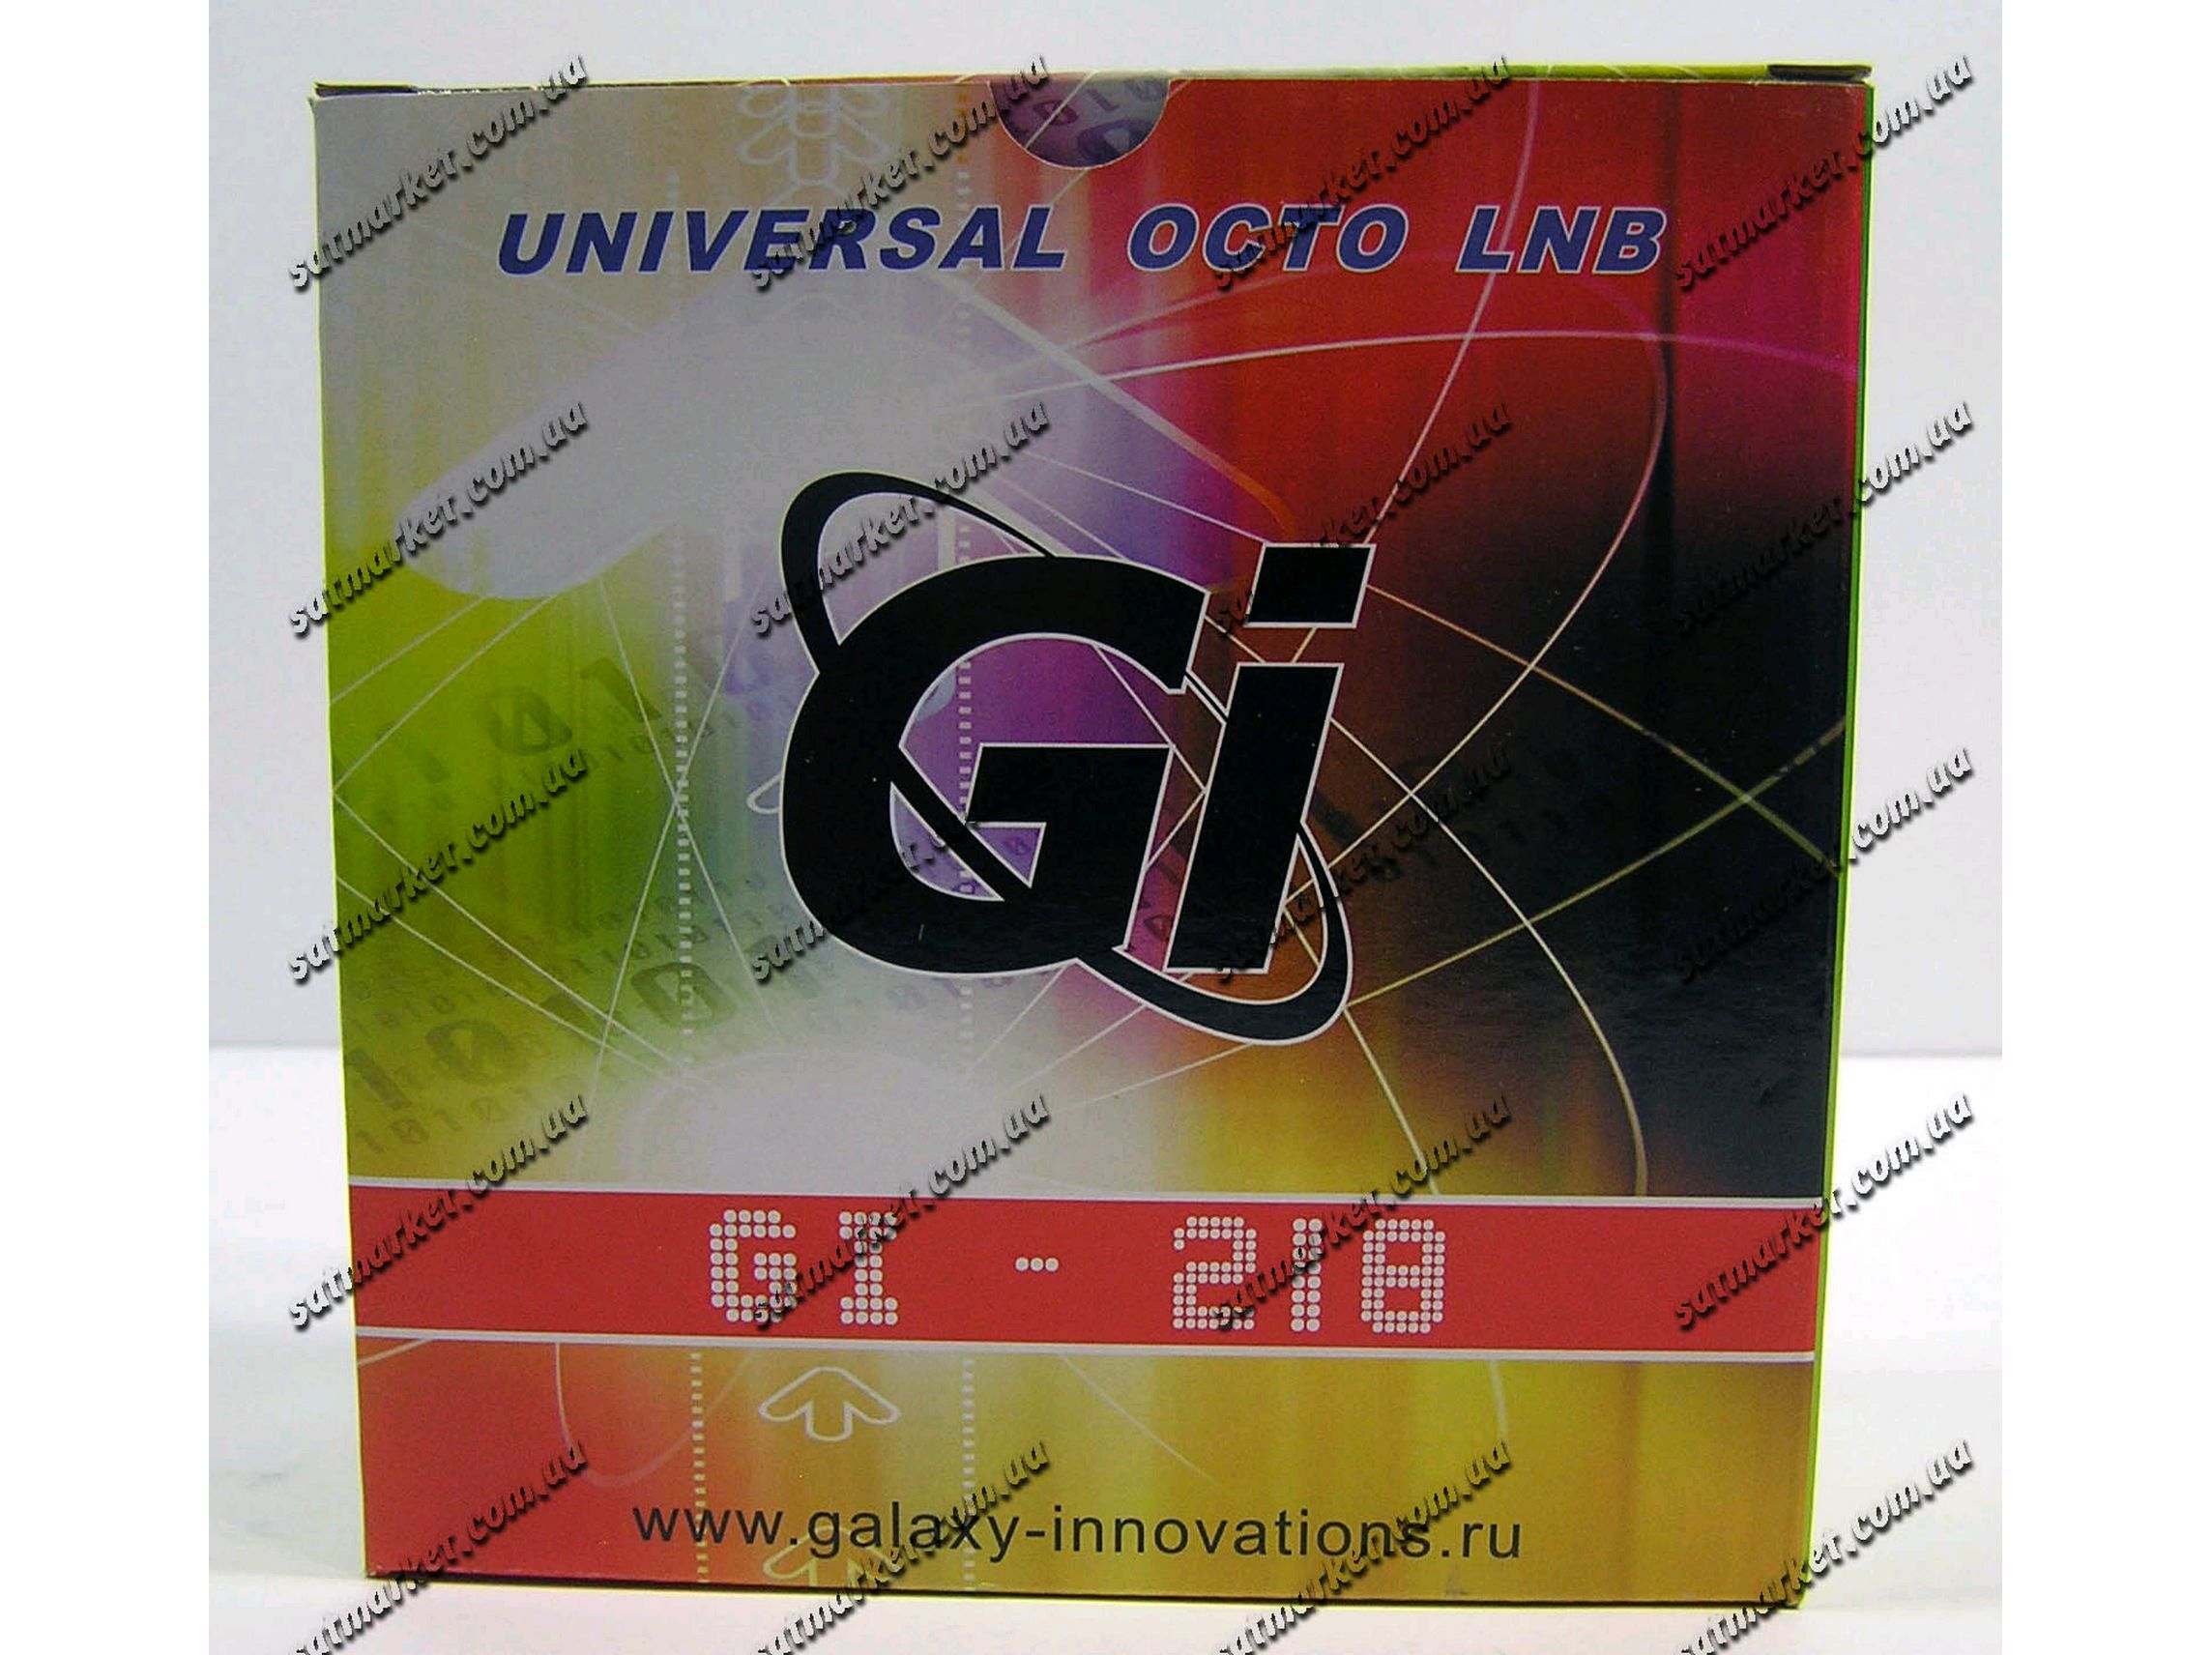 UNIVERSAL OCTO LNB
Gi
GI - 218
www.galaxy-innovations.ru
satmarket.com.ua